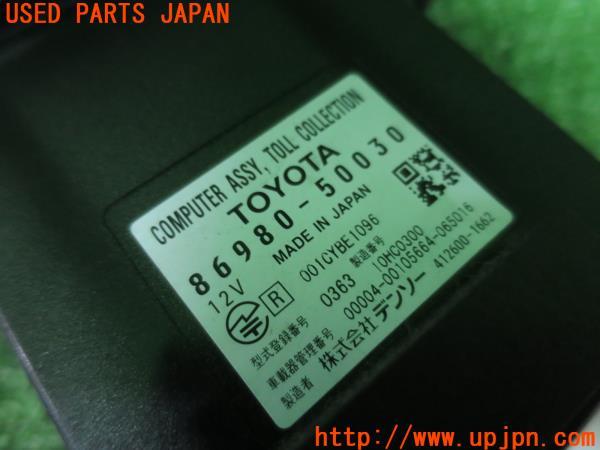 USED PARTS JAPAN
COMPUTER ASSY, TOLL COLLECTION
TOYOTA
86980-50030
MADE IN JAPAN
12V
R 001CYBE1096
型式登録番号 0363 製造番号 10HC0300
車載器管理番号 00004-00105664-065016
製造者 株式会社 デンソー 412600-1662
http://www.upjpn.com